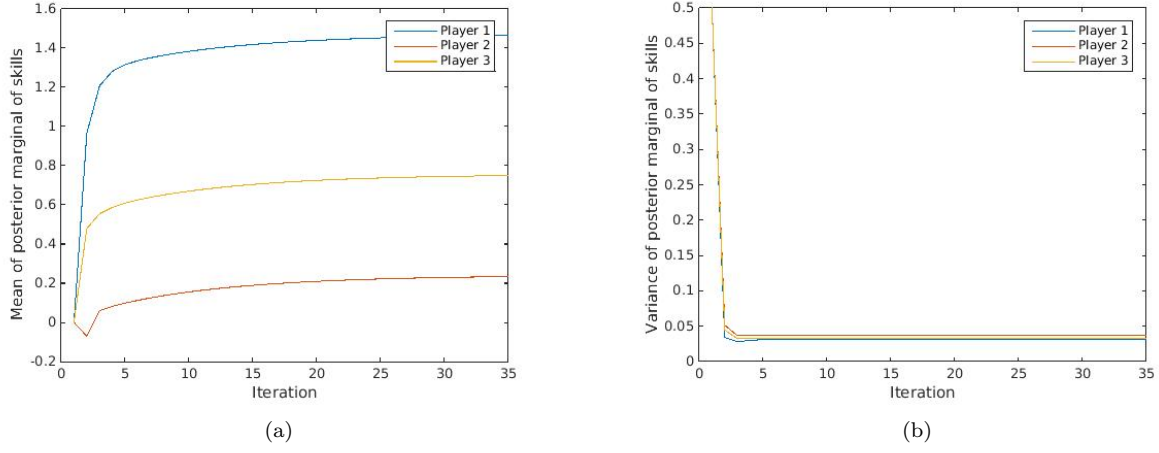 1.6
1.4
1.2
1
0.8
0.6
0.4
0.2
0
-0.2
Mean of posterior marginal of skills
Player 1
Player 2
Player 3
0 5 10 15 20 25 30 35
Iteration
(a)
0.5
0.45
0.4
0.35
0.3
0.25
0.2
0.15
0.1
0.05
0
Variance of posterior marginal of skills
Player 1
Player 2
Player 3
0 5 10 15 20 25 30 35
Iteration
(b)